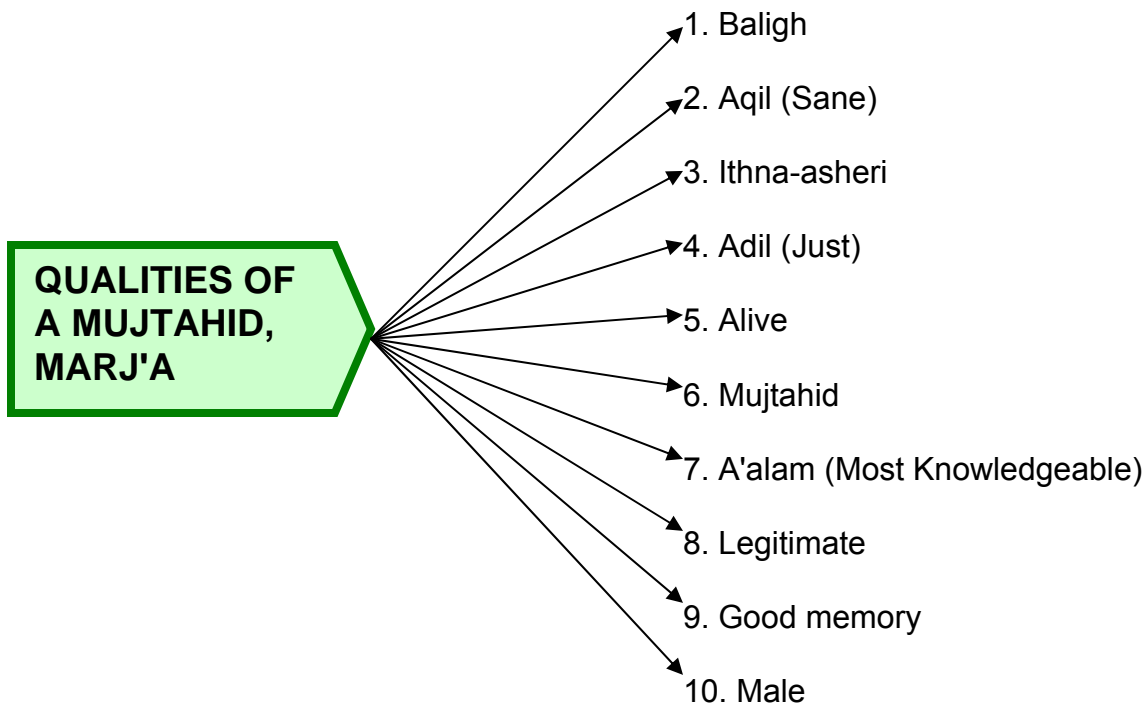 QUALITIES OF
A MUJTAHID,
MARJ'A
1. Baligh
2. Aqil (Sane)
3. Ithna-asheri
4. Adil (Just)
5. Alive
6. Mujtahid
7. A'alam (Most Knowledgeable)
8. Legitimate
9. Good memory
10. Male